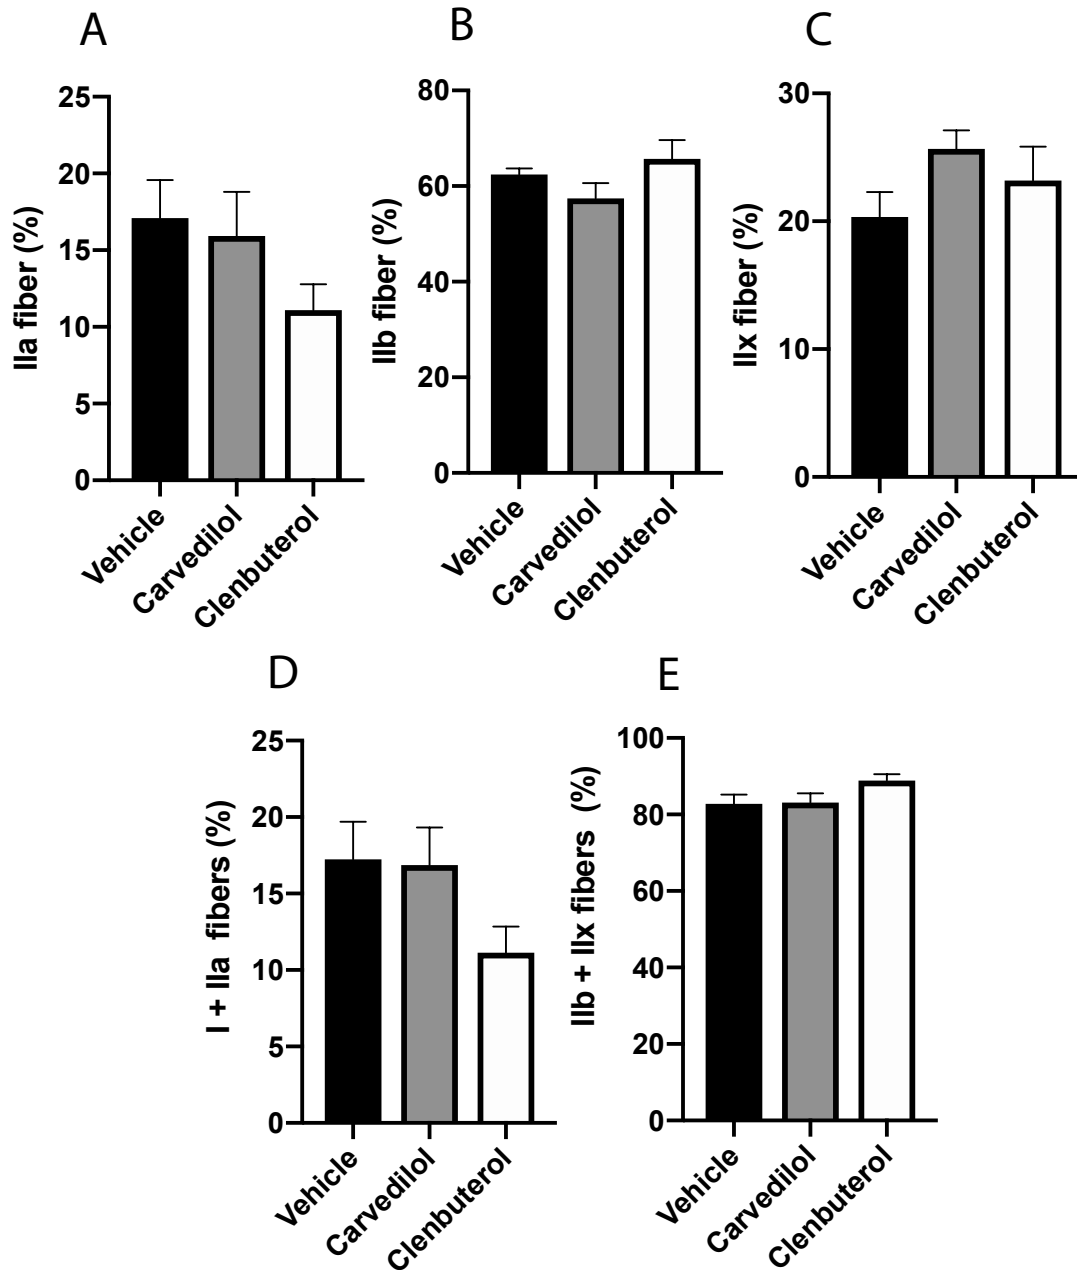 A
IIa fiber (%)
25
20
15
10
5
0
Vehicle
Carvedilol
Clenbuterol
B
IIb fiber (%)
80
60
40
20
0
Vehicle
Carvedilol
Clenbuterol
C
IIx fiber (%)
30
20
10
0
Vehicle
Carvedilol
Clenbuterol
D
I + IIa fibers (%)
25
20
15
10
5
0
Vehicle
Carvedilol
Clenbuterol
E
IIb + IIx fibers (%)
100
80
60
40
20
0
Vehicle
Carvedilol
Clenbuterol